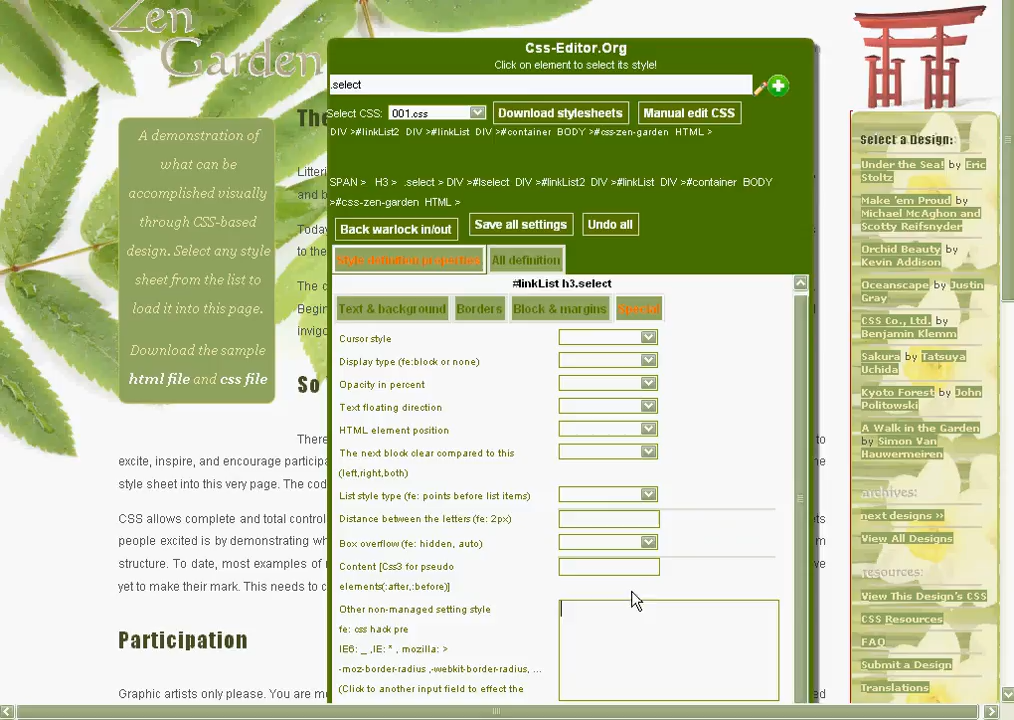 Zen
Garden
A demonstration of
what can be
accomplished visually
through CSS-based
design. Select any style
sheet from the list to
load it into this page.
Download the sample
html file and css file
The
Litteri
and b
Today
to the
The c
Begin
invigo
So
There
to
excite, inspire, and encourage participa
style sheet into this very page. The cod
CSS allows complete and total control
people excited is by demonstrating wh
structure. To date, most examples of
yet to make their mark. This needs to c
Participation
Graphic artists only please. You are mo
Css-Editor.Org
Click on element to select its style!
.select
Select CSS: 001.css Download stylesheets Manual edit CSS
DIV >#linkList2 DIV >#linkList DIV >#container BODY >#css-zen-garden HTML >
SPAN > H3 > .select > DIV >#lselect DIV >#linkList2 DIV >#linkList DIV >#container BODY
>#css-zen-garden HTML >
Back warlock in/out Save all settings Undo all
Style definition properties All definition
#linkList h3.select
Text & background Borders Block & margins Special
Cursor style
Display type (fe:block or none)
Opacity in percent
Text floating direction
HTML element position
The next block clear compared to this
(left,right,both)
List style type (fe: points before list items)
Distance between the letters (fe: 2px)
Box overflow (fe: hidden, auto)
Content [Css3 for pseudo
elements(:after,:before)]
Other non-managed setting style
fe: css hack pre
IE6: _ ,IE: * , mozilla: >
-moz-border-radius ,-webkit-border-radius, ...
(Click to another input field to effect the
Select a Design:
Under the Sea! by Eric
Stoltz
Make 'em Proud by
Michael McAghon and
Scotty Reifsnyder
Orchid Beauty by
Kevin Addison
Oceanscape by Justin
Gray
CSS Co., Ltd. by
Benjamin Klemm
Sakura by Tatsuya
Uchida
Kyoto Forest by John
Politowski
A Walk in the Garden
by Simon Van
Hauwermeiren
archives:
next designs >>
View All Designs
resources:
View This Design's CSS
CSS Resources
FAQ
Submit a Design
Translations